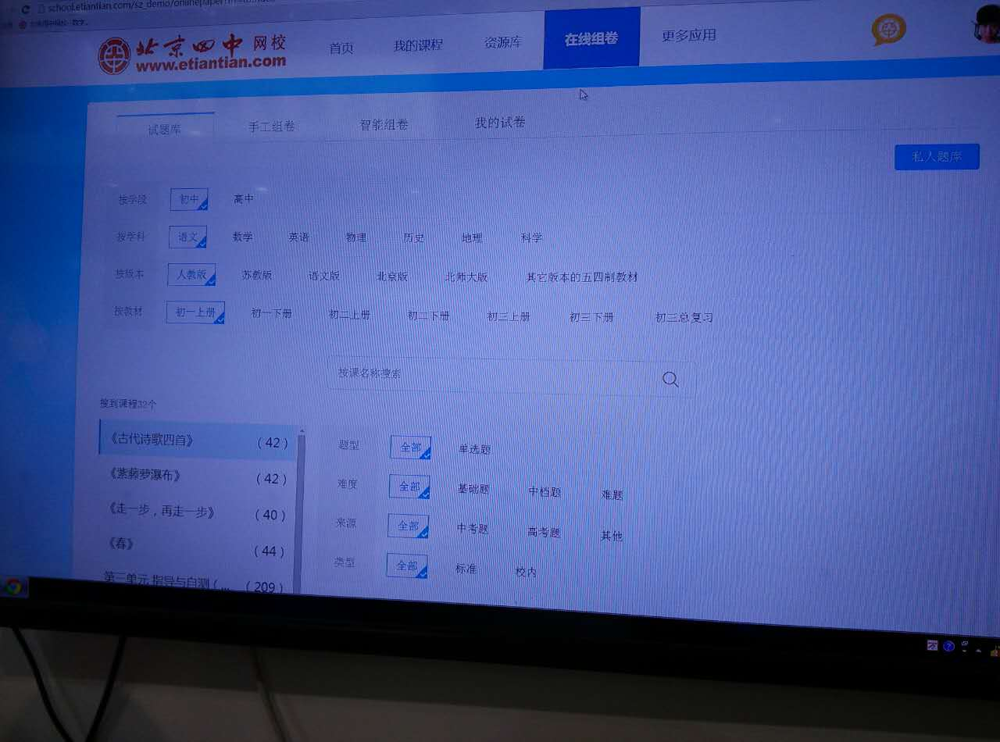 school.etiantian.com/sz_demo/onlinepaper
北京四中 网校
www.etiantian.com
首页 我的课程 资源库 在线组卷 更多应用
试题库 手工组卷 智能组卷 我的试卷
私人题库
按学段 初中 高中
按学科 语文 数学 英语 物理 历史 地理 科学
按版本 人教版 苏教版 语文版 北京版 北师大版 其它版本的五四制教材
按教材 初一上册 初一下册 初二上册 初二下册 初三上册 初三下册 初三总复习
按课名称搜索
搜到课程32个
《古代诗歌四首》 ( 42 )
《紫藤萝瀑布》 ( 42 )
《走一步，再走一步》 ( 40 )
《春》 ( 44 )
第三单元 指导与自测 ( ... ( 209 )
题型 全部 单选题
难度 全部 基础题 中档题 难题
来源 全部 中考题 高考题 其他
类型 全部 标准 校内